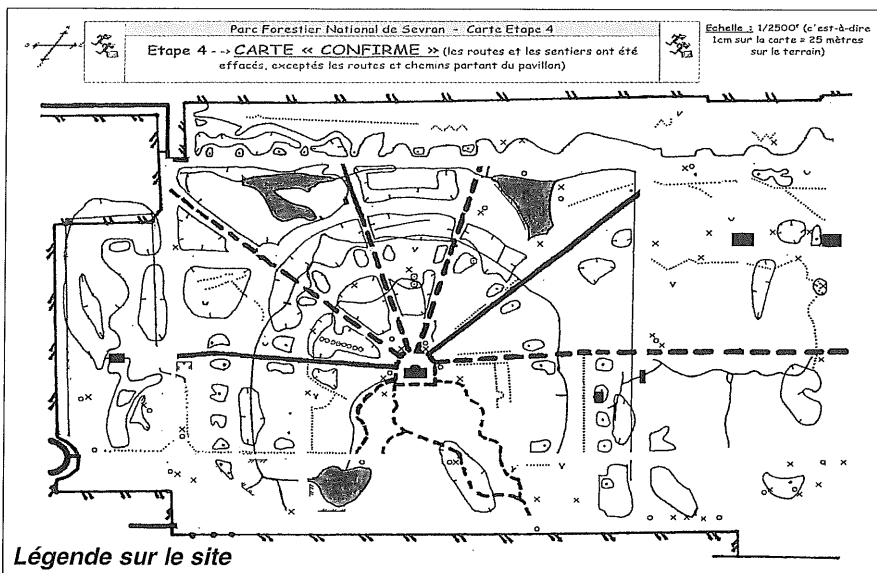 Parc Forestier National de Sevran - Carte Etape 4
Etape 4 --> CARTE « CONFIRME » (les routes et les sentiers ont été
effacés, exceptés les routes et chemins partant du pavillon)
Echelle : 1/2500e (c'est-à-dire
1cm sur la carte = 25 mètres
sur le terrain)
Légende sur le site